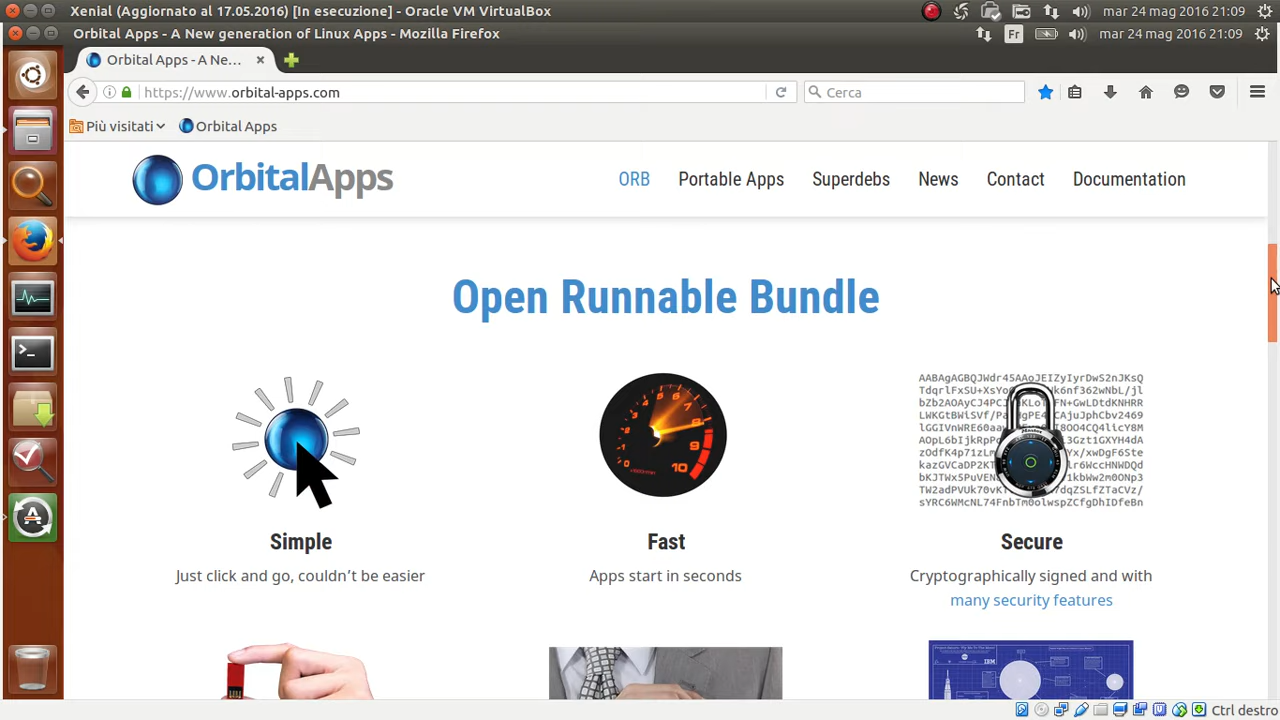 Xenial (Aggiornato al 17.05.2016) [In esecuzione] - Oracle VM VirtualBox
mar 24 mag 2016 21:09
Orbital Apps - A New generation of Linux Apps - Mozilla Firefox
Fr
mar 24 mag 2016 21:09
Orbital Apps - A Ne...
https://www.orbital-apps.com
Cerca
Più visitati
Orbital Apps
OrbitalApps
ORB
Portable Apps
Superdebs
News
Contact
Documentation
Open Runnable Bundle
Simple
Just click and go, couldn't be easier
Fast
Apps start in seconds
Secure
Cryptographically signed and with
many security features
IBM
Ctrl destro